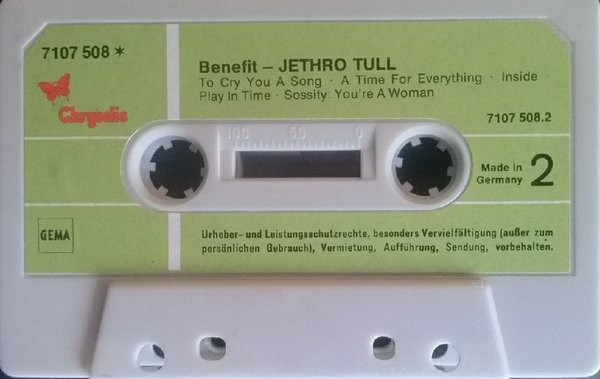 7107 508 *
Benefit – JETHRO TULL
To Cry You A Song · A Time For Everything · Inside
Play In Time · Sossity: You're A Woman
Chrysalis
7107 508.2
100 50 0
Made in
Germany
2
GEMA
Urheber- und Leistungsschutzrechte, besonders Vervielfältigung (außer zum
persönlichen Gebrauch), Vermietung, Aufführung, Sendung, vorbehalten.